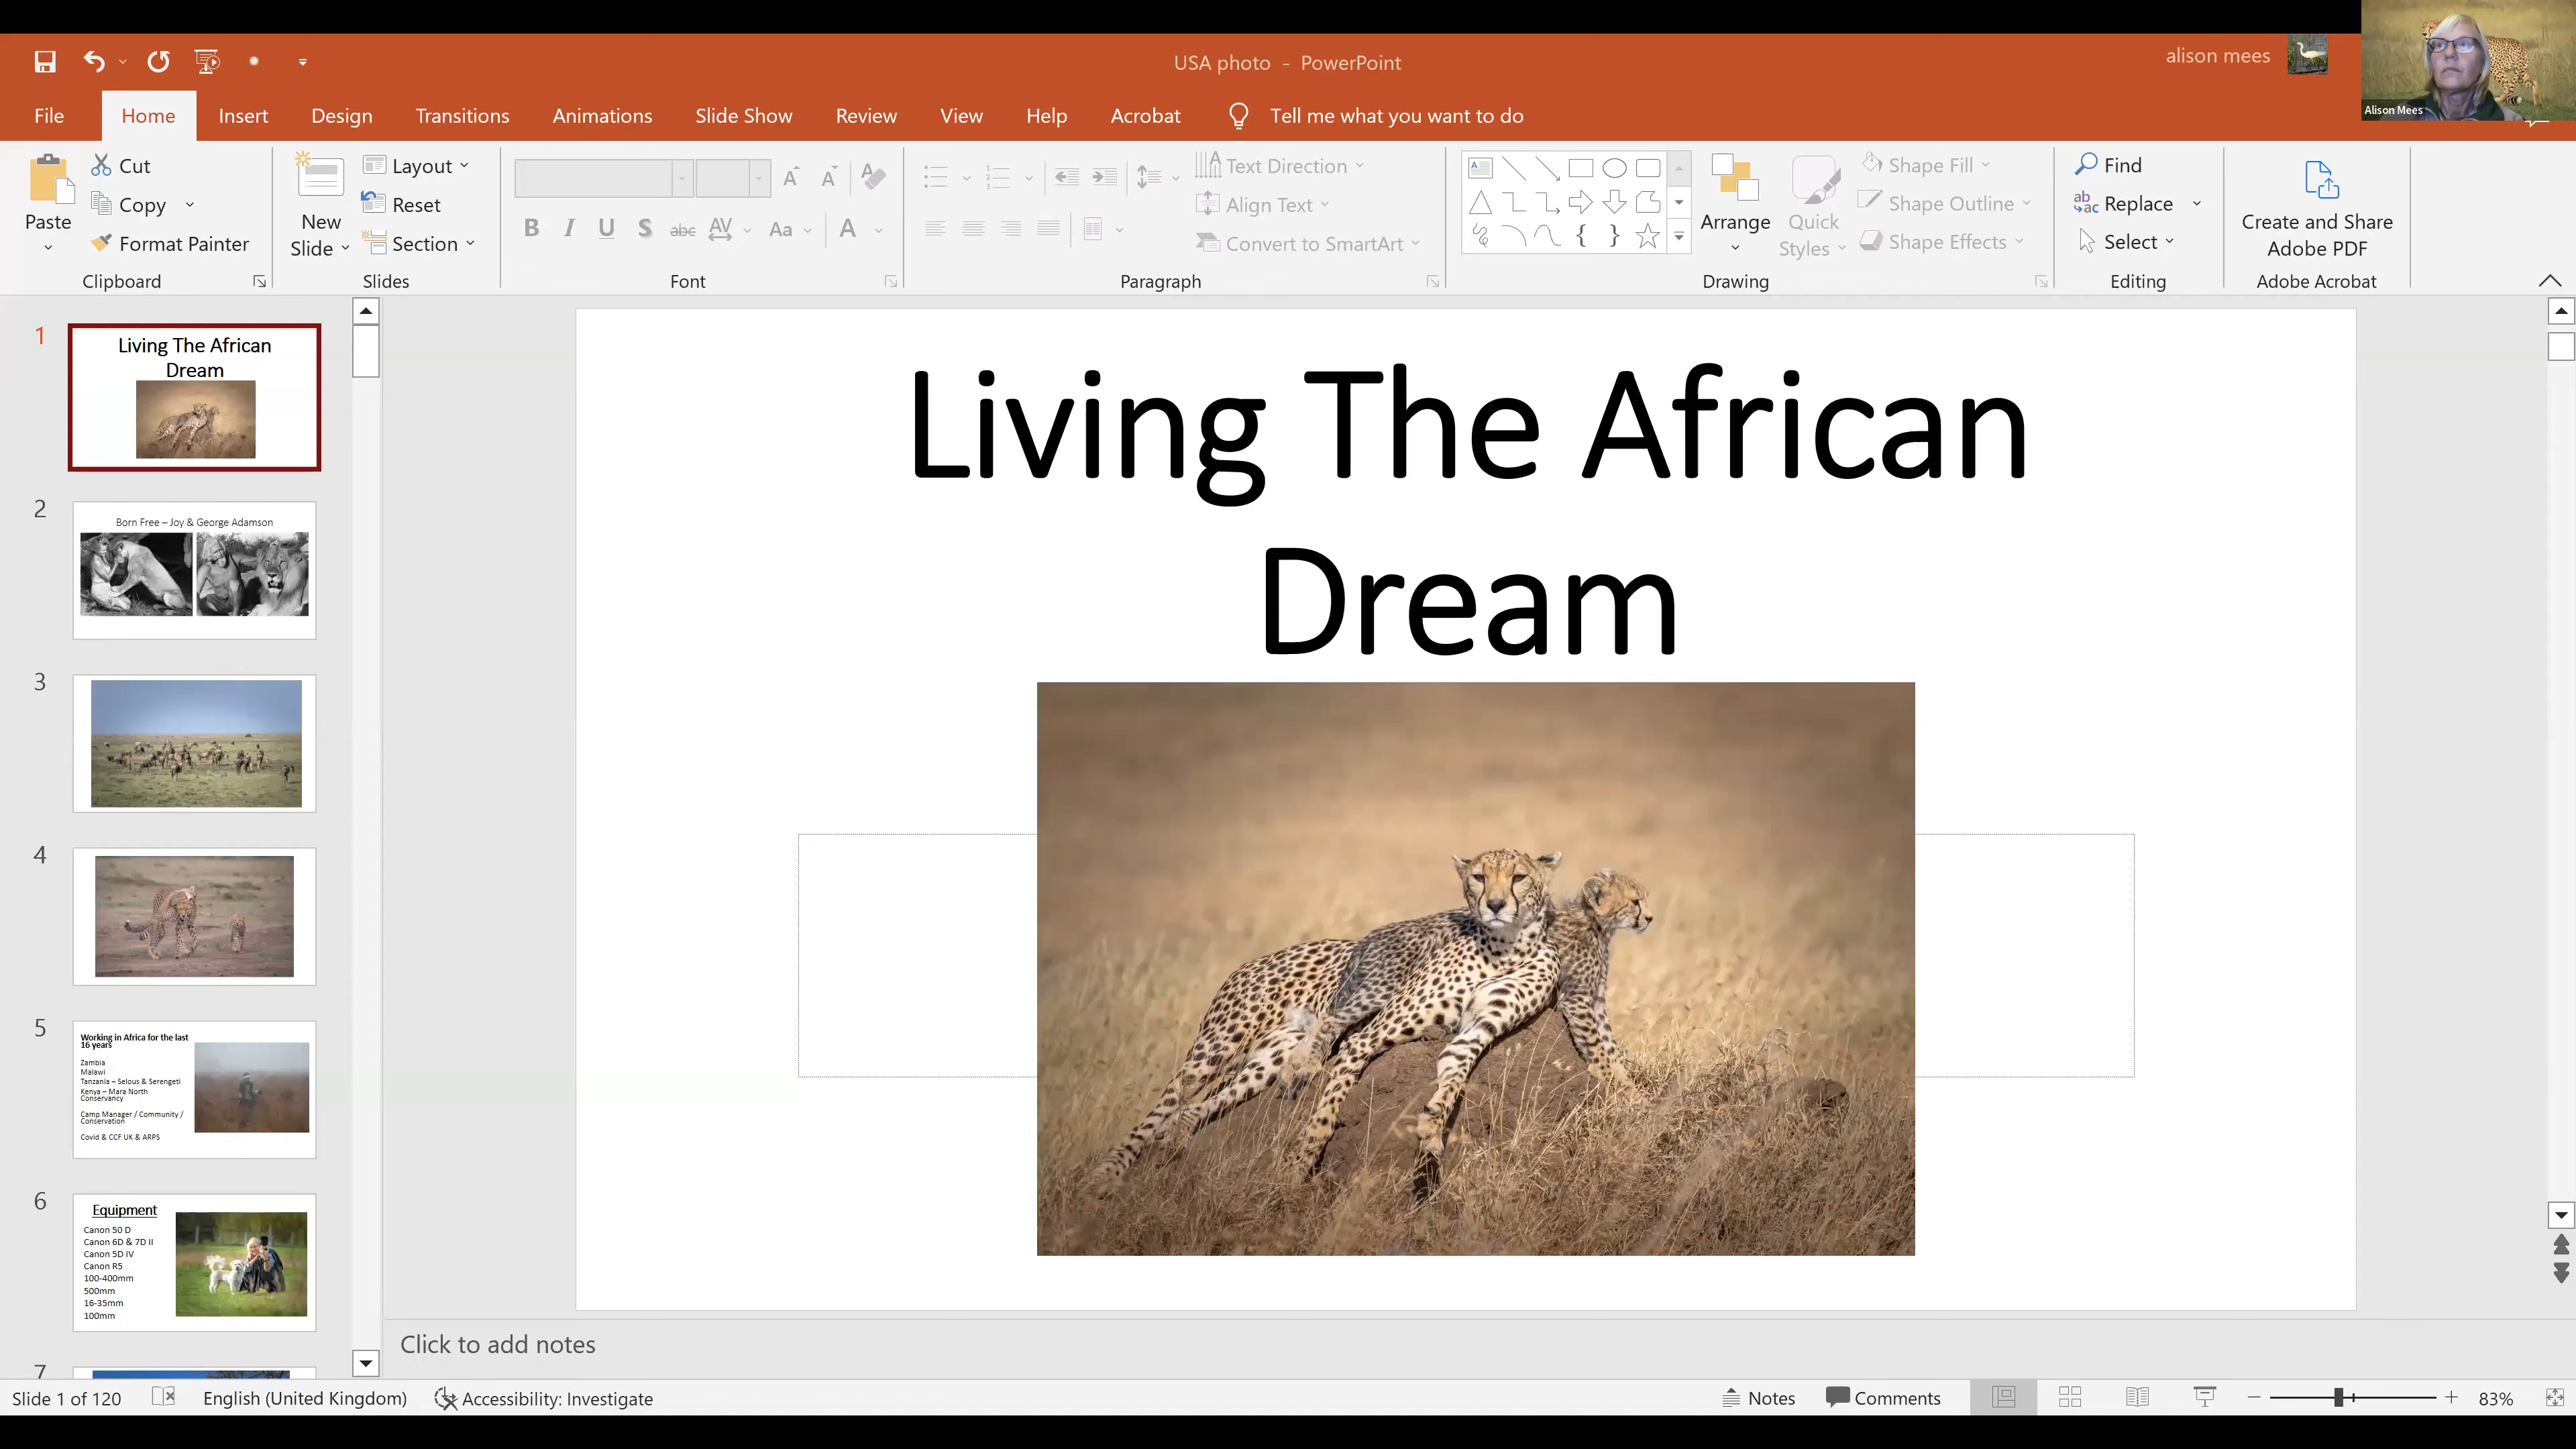 USA photo - PowerPoint
alison mees
Alison Mees
File Home Insert Design Transitions Animations Slide Show Review View Help Acrobat Tell me what you want to do
Paste
Cut
Copy
Format Painter
Clipboard
New
Slide
Layout
Reset
Section
Slides
B I U S abc AV Aa A
Font
Text Direction
Align Text
Convert to SmartArt
Paragraph
Arrange
Quick
Styles
Shape Fill
Shape Outline
Shape Effects
Drawing
Find
Replace
Select
Editing
Create and Share
Adobe PDF
Adobe Acrobat
1
Living The African
Dream
2
Born Free – Joy & George Adamson
3
4
5
Working in Africa for the last
16 years
Zambia
Malawi
Tanzania – Selous & Serengeti
Kenya – Mara North
Conservancy
Camp Manager / Community /
Conservation
Covid & CCF UK & ARPS
6
Equipment
Canon 50 D
Canon 6D & 7D II
Canon 5D IV
Canon R5
100-400mm
500mm
16-35mm
100mm
7
Living The African
Dream
Click to add notes
Slide 1 of 120 English (United Kingdom) Accessibility: Investigate Notes Comments 83%